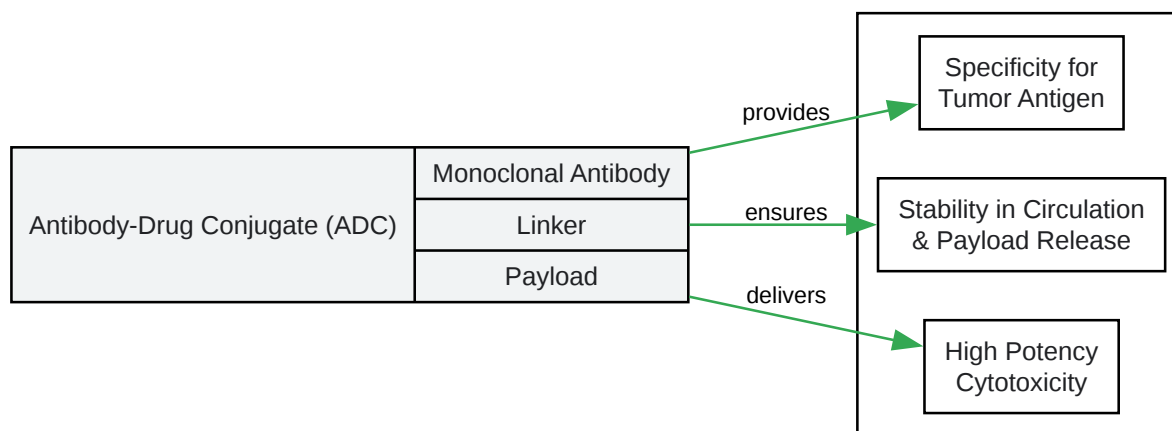 Antibody-Drug Conjugate (ADC)
Monoclonal Antibody
Linker
Payload
provides
ensures
delivers
Specificity for
Tumor Antigen
Stability in Circulation
& Payload Release
High Potency
Cytotoxicity